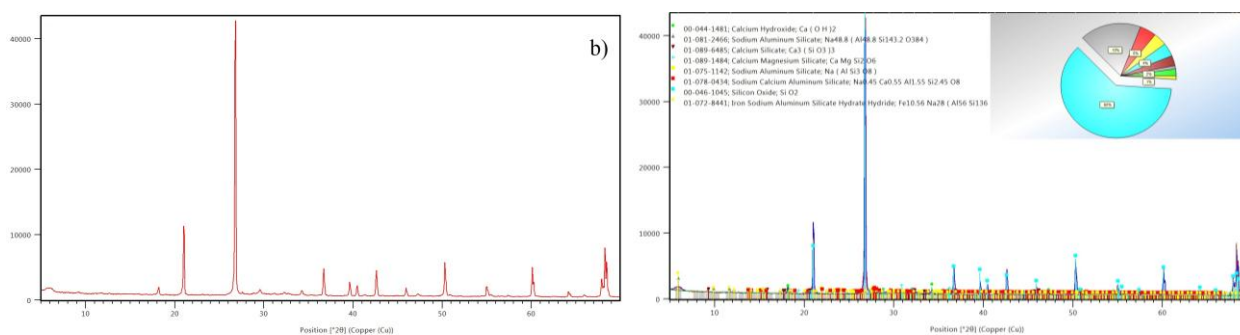 b)
40000
30000
20000
10000
0
20
30
40
50
60
Position [°2θ] (Copper (Cu))
00-044-1481; Calcium Hydroxide; Ca ( O H )2
01-081-2466; Sodium Aluminum Silicate; Na48.8 ( Al48.8 Si143.2 O384 )
01-089-6485; Calcium Silicate; Ca3 ( Si O3 )3
01-089-1484; Calcium Magnesium Silicate; Ca Mg Si2 O6
01-075-1142; Sodium Aluminum Silicate; Na ( Al Si3 O8 )
01-078-0434; Sodium Calcium Aluminum Silicate; Na0.45 Ca0.55 Al1.55 Si2.45 O8
00-046-1045; Silicon Oxide; Si O2
01-072-8441; Iron Sodium Aluminum Silicate Hydrate Hydride; Fe10.56 Na28 ( Al56 Si136
40000
30000
20000
10000
0
10
20
30
40
50
60
Position [°2θ] (Copper (Cu))